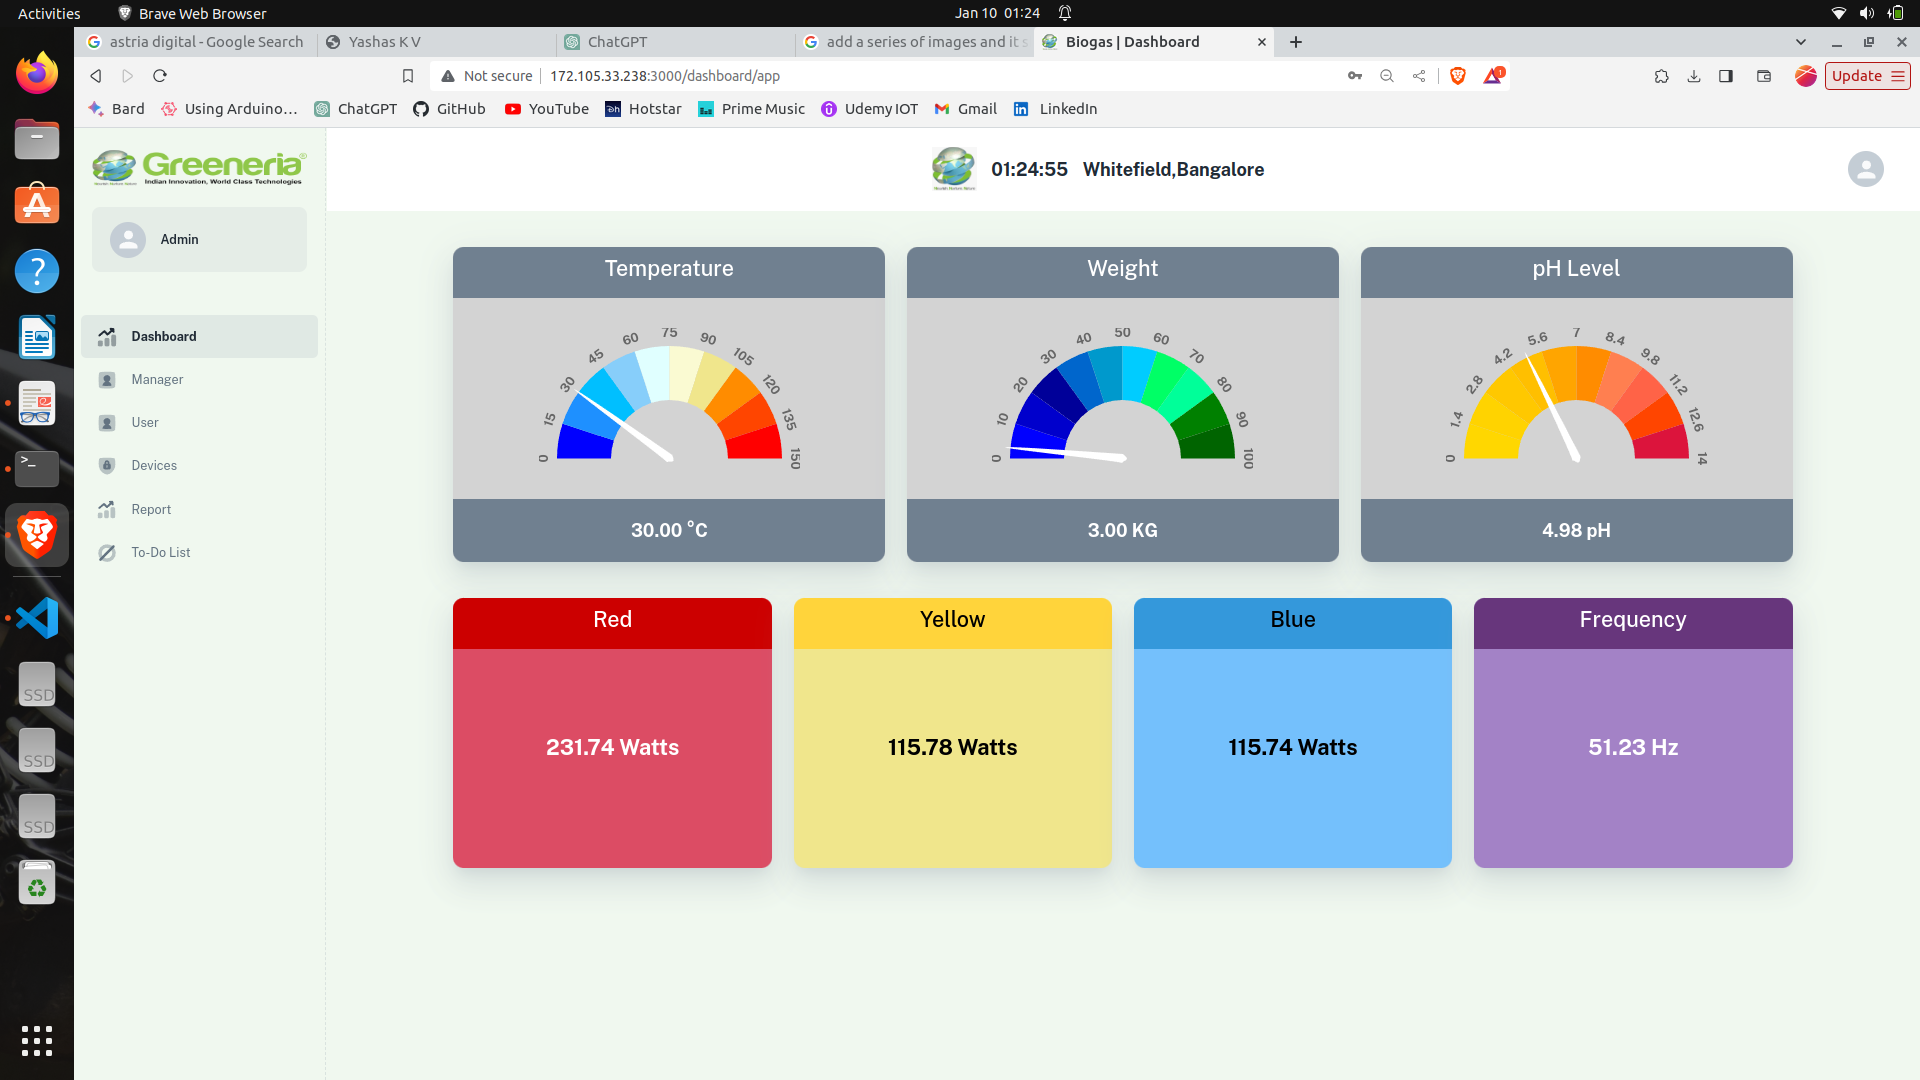 Activities
Brave Web Browser
Jan 10 01:24
astria digital - Google Search
Yashas K V
ChatGPT
add a series of images and it s
Biogas | Dashboard
Not secure
172.105.33.238:3000/dashboard/app
1
Update
Bard
Using Arduino...
ChatGPT
GitHub
YouTube
Hotstar
Prime Music
Udemy IOT
Gmail
LinkedIn
Greeneria®
Indian Innovation, World Class Technologies
01:24:55
Whitefield,Bangalore
Admin
Dashboard
Manager
User
Devices
Report
To-Do List
Temperature
0
15
30
45
60
75
90
105
120
135
150
30.00 °C
Weight
0
10
20
30
40
50
60
70
80
90
100
3.00 KG
pH Level
0
1.4
2.8
4.2
5.6
7
8.4
9.8
11.2
12.6
14
4.98 pH
Red
231.74 Watts
Yellow
115.78 Watts
Blue
115.74 Watts
Frequency
51.23 Hz
SSD
SSD
SSD